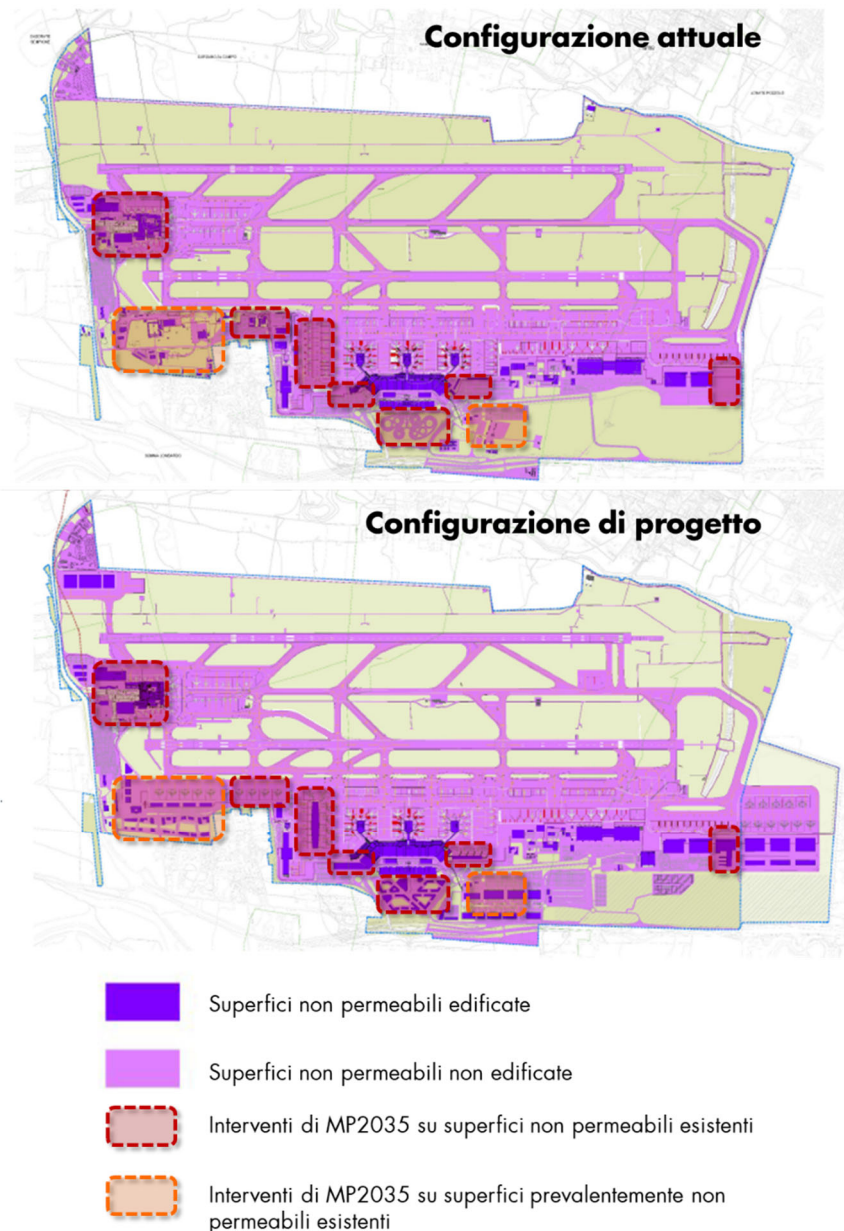 Configurazione attuale
Configurazione di progetto
Superfici non permeabili edificate
Superfici non permeabili non edificate
Interventi di MP2035 su superfici non permeabili esistenti
Interventi di MP2035 su superfici prevalentemente non
permeabili esistenti